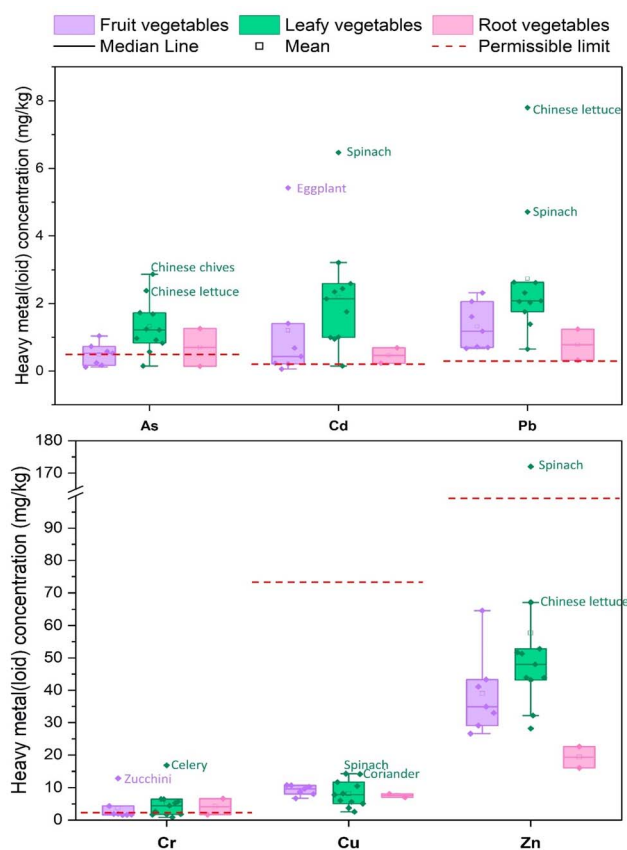 Fruit vegetables Leafy vegetables Root vegetables
Median Line Mean Permissible limit
Heavy metal(loid) concentration (mg/kg)
8
6
4
2
0
Chinese lettuce
Spinach
Eggplant
Spinach
Chinese chives
Chinese lettuce
As Cd Pb
Heavy metal(loid) concentration (mg/kg)
180
170
90
80
70
60
50
40
30
20
10
0
Spinach
Chinese lettuce
Celery
Zucchini
Spinach
Coriander
Cr Cu Zn